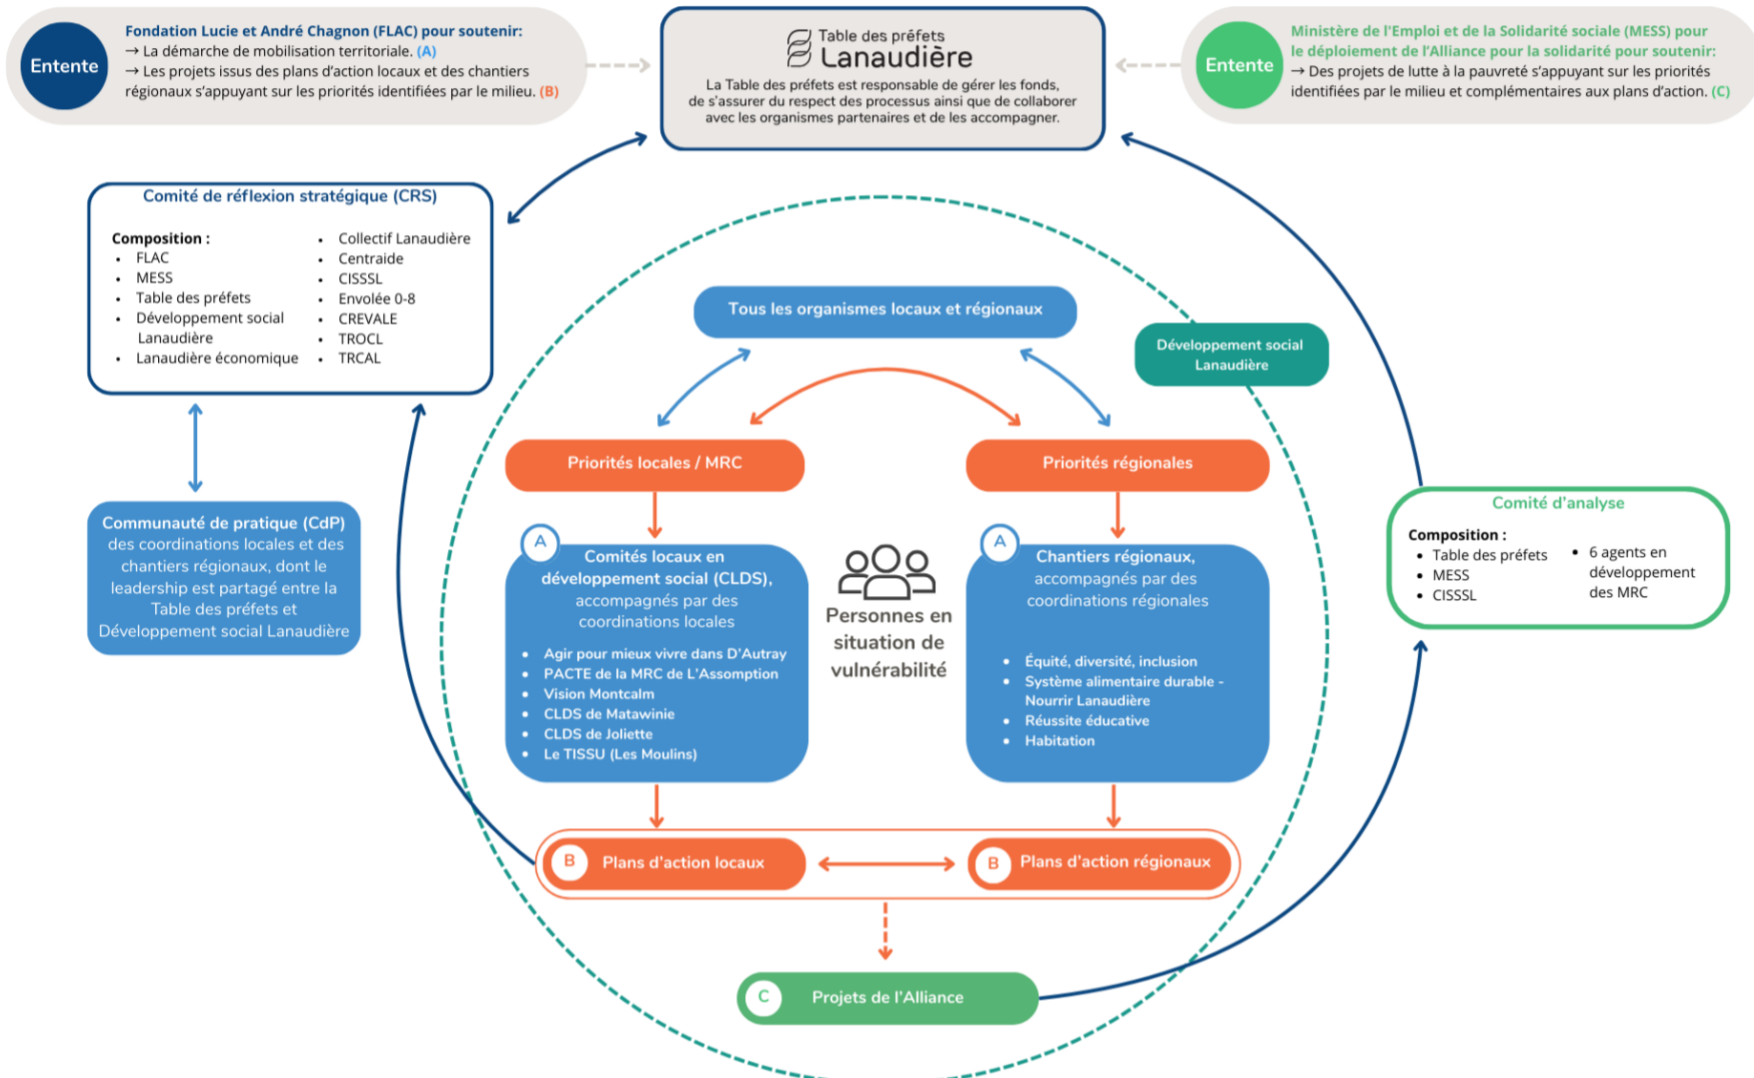 Entente
Fondation Lucie et André Chagnon (FLAC) pour soutenir:
→ La démarche de mobilisation territoriale. (A)
→ Les projets issus des plans d'action locaux et des chantiers
régionaux s'appuyant sur les priorités identifiées par le milieu. (B)
Table des préfets
Lanaudière
La Table des préfets est responsable de gérer les fonds,
de s'assurer du respect des processus ainsi que de collaborer
avec les organismes partenaires et de les accompagner.
Entente
Ministère de l'Emploi et de la Solidarité sociale (MESS) pour
le déploiement de l'Alliance pour la solidarité pour soutenir:
→ Des projets de lutte à la pauvreté s'appuyant sur les priorités
identifiées par le milieu et complémentaires aux plans d'action. (C)
Comité de réflexion stratégique (CRS)
Composition :
• FLAC
• MESS
• Table des préfets
• Développement social
Lanaudière
• Lanaudière économique
• Collectif Lanaudière
• Centraide
• CISSSL
• Envolée 0-8
• CREVALE
• TROCL
• TRCAL
Tous les organismes locaux et régionaux
Développement social
Lanaudière
Priorités locales / MRC
Priorités régionales
Communauté de pratique (CdP)
des coordinations locales et des
chantiers régionaux, dont le
leadership est partagé entre la
Table des préfets et
Développement social Lanaudière
A
Comités locaux en
développement social (CLDS),
accompagnés par des
coordinations locales
• Agir pour mieux vivre dans D'Autray
• PACTE de la MRC de L'Assomption
• Vision Montcalm
• CLDS de Matawinie
• CLDS de Joliette
• Le TISSU (Les Moulins)
Personnes en
situation de
vulnérabilité
A
Chantiers régionaux,
accompagnés par des
coordinations régionales
• Équité, diversité, inclusion
• Système alimentaire durable -
Nourrir Lanaudière
• Réussite éducative
• Habitation
Comité d'analyse
Composition :
• Table des préfets
• MESS
• CISSSL
• 6 agents en
développement
des MRC
B
Plans d'action locaux
B
Plans d'action régionaux
C
Projets de l'Alliance